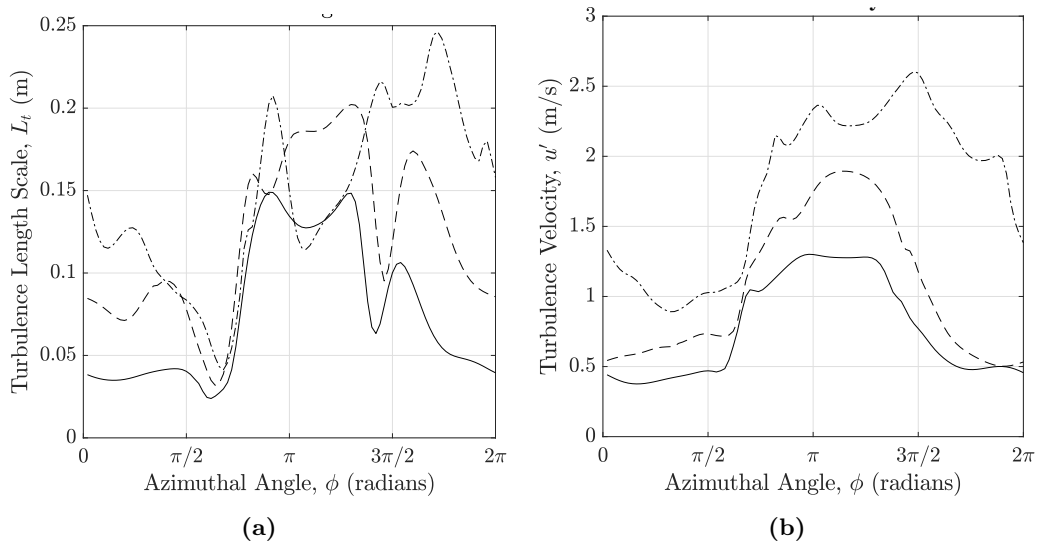 0.25
0.2
0.15
0.1
0.05
0
Turbulence Length Scale, L_t (m)
0 π/2 π 3π/2 2π
Azimuthal Angle, ϕ (radians)
(a)
3
2.5
2
1.5
1
0.5
0
Turbulence Velocity, u′ (m/s)
0 π/2 π 3π/2 2π
Azimuthal Angle, ϕ (radians)
(b)